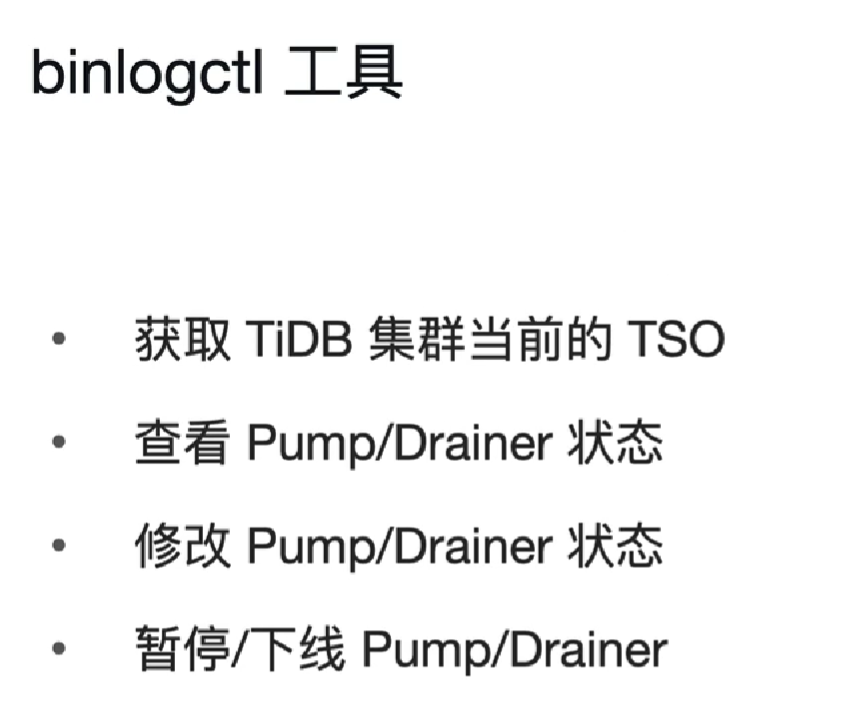 binlogctl 工具
• 获取 TiDB 集群当前的 TSO
• 查看 Pump/Drainer 状态
• 修改 Pump/Drainer 状态
• 暂停/下线 Pump/Drainer